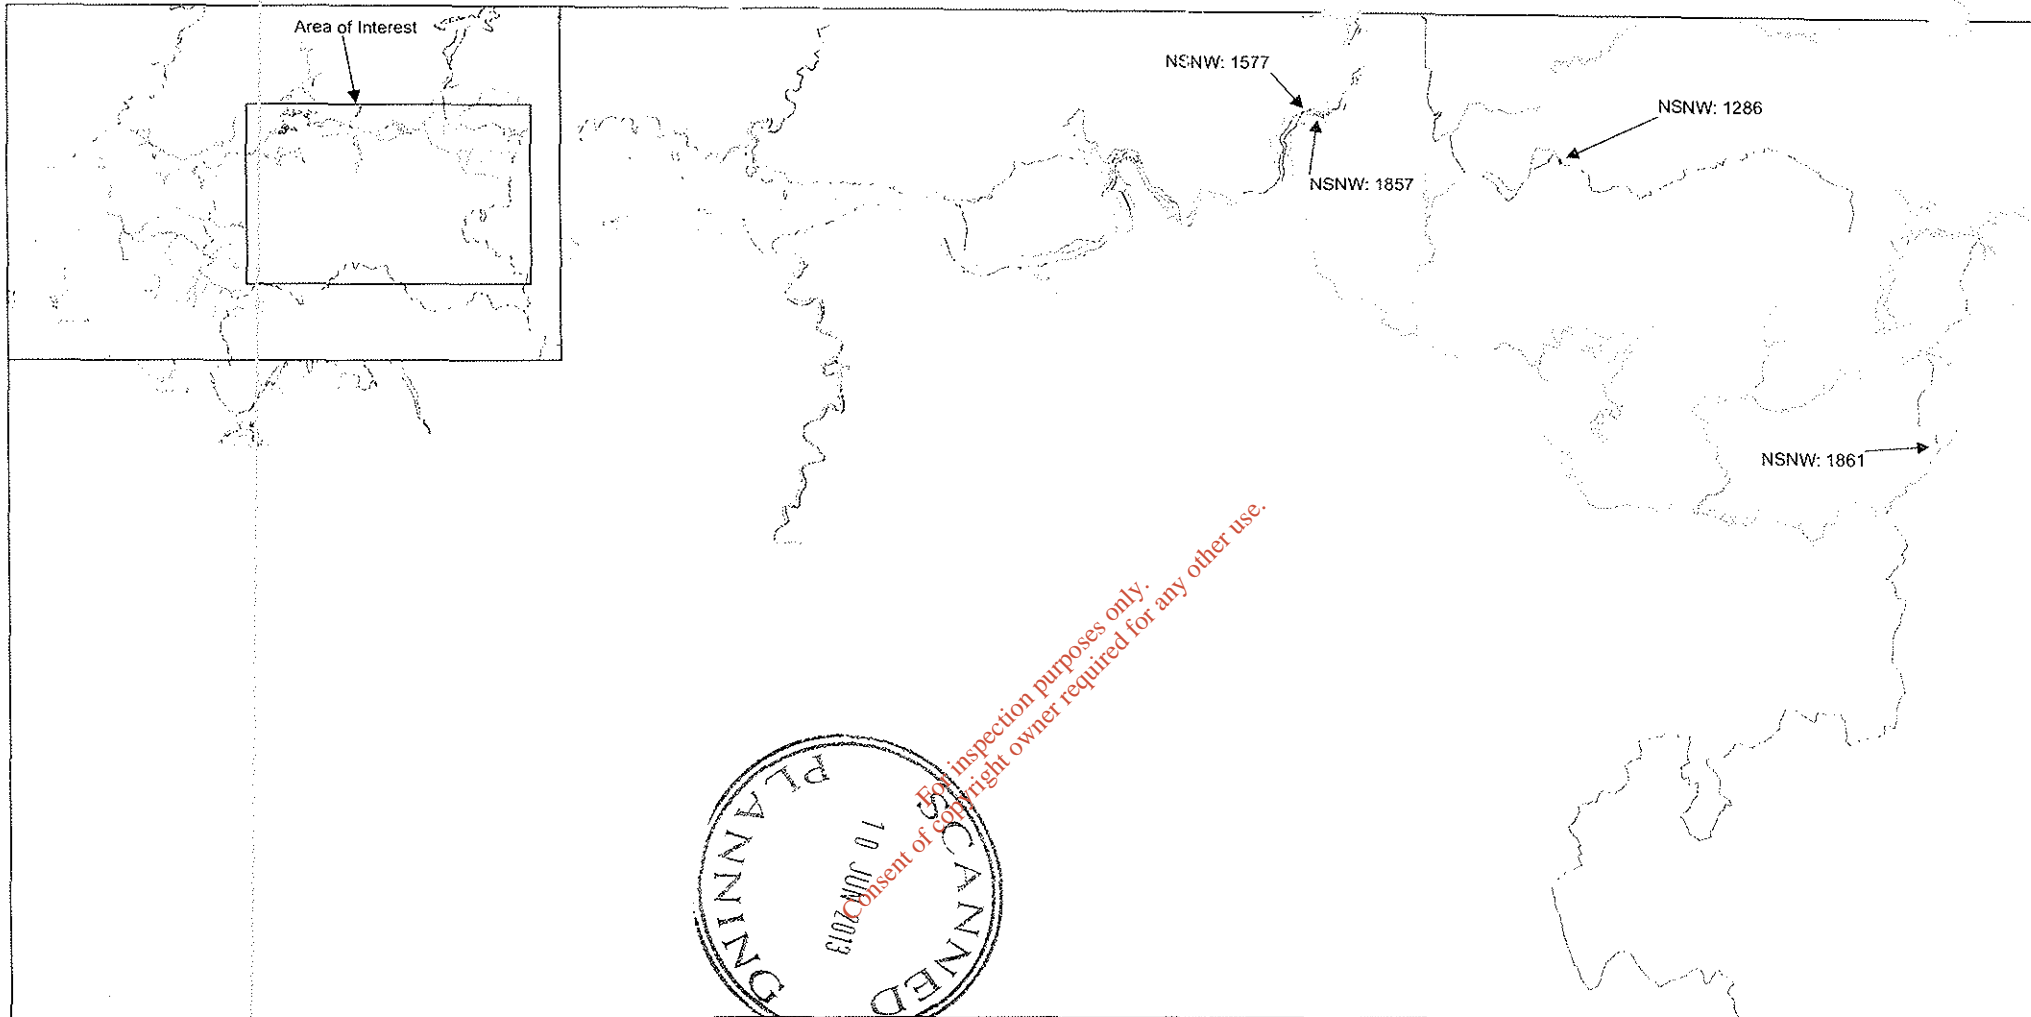 Area of Interest
NSNW: 1577
NSNW: 1286
NSNW: 1857
NSNW: 1861
For inspection purposes only.
Consent of copyright owner required for any other use.
SCANNED
10 JUN 2013
PLANNING